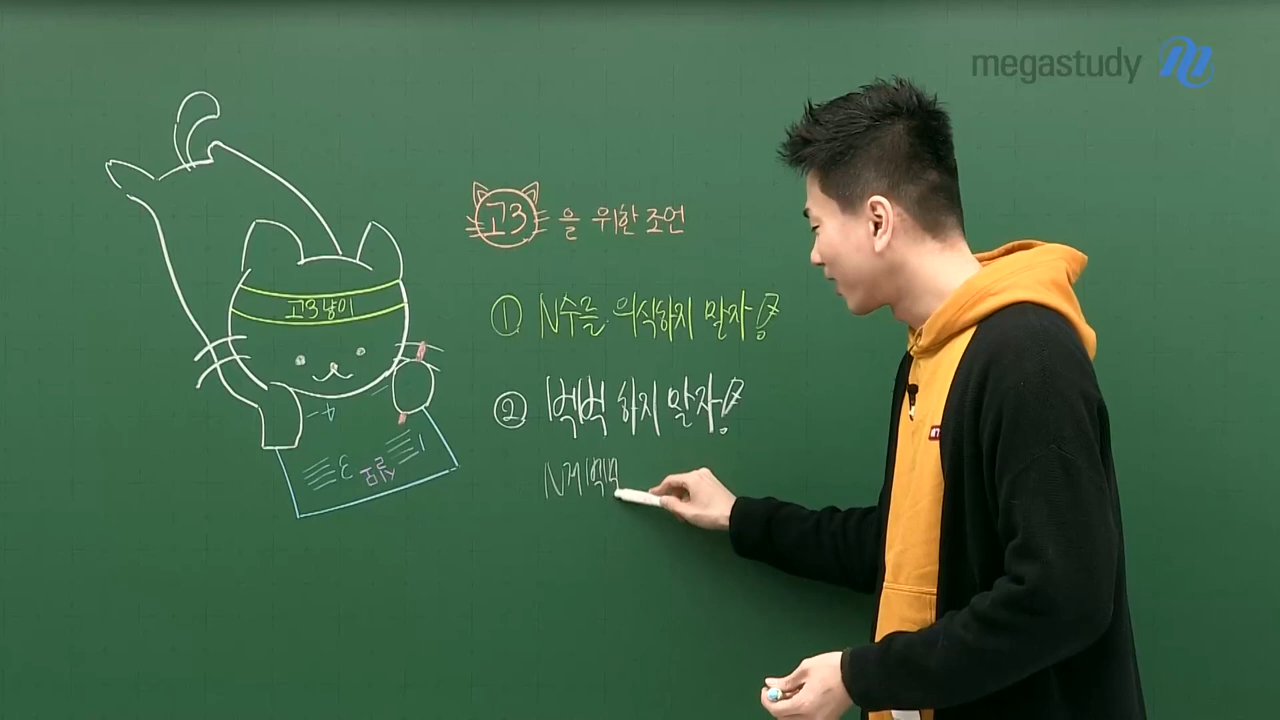 megastudy
고3 을 위한 조언
① N수를 의식하지 말자!
고3냥이
② 벅벅 하지 말자!
N제벅벅